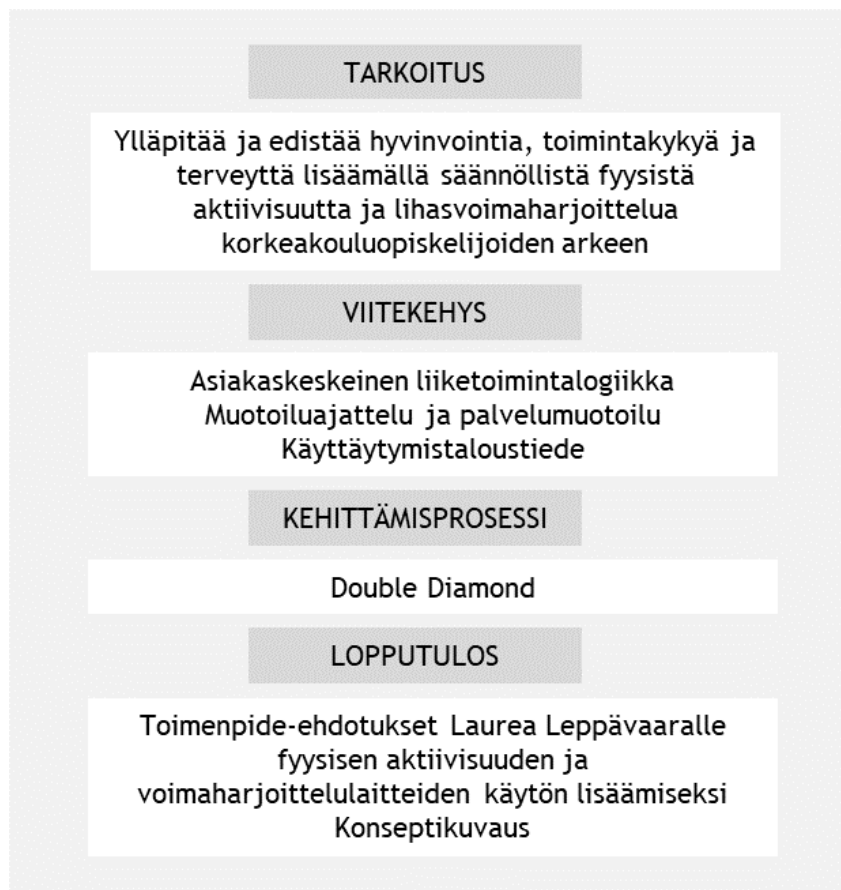 TARKOITUS
Ylläpitää ja edistää hyvinvointia, toimintakykyä ja
terveyttä lisäämällä säännöllistä fyysistä
aktiivisuutta ja lihasvoimaharjoittelua
korkeakouluopiskelijoiden arkeen
VIITEKEHYS
Asiakaskeskeinen liiketoimintalogiikka
Muotoiluajattelu ja palvelumuotoilu
Käyttäytymistaloustiede
KEHITTÄMISPROSESSI
Double Diamond
LOPPUTULOS
Toimenpide-ehdotukset Laurea Leppävaaralle
fyysisen aktiivisuuden ja
voimaharjoittelulaitteiden käytön lisäämiseksi
Konseptikuvaus